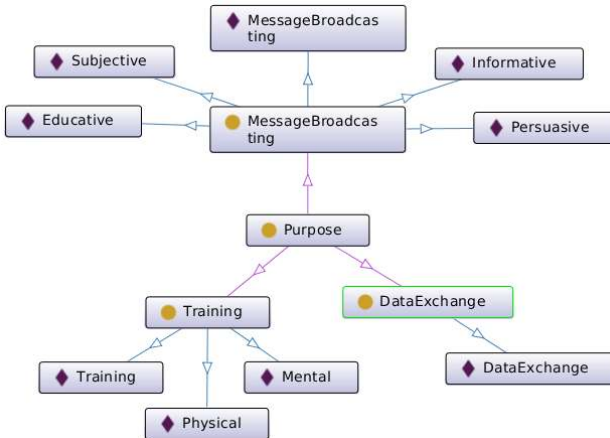 MessageBroadcas
ting
Subjective
Informative
Educative
MessageBroadcas
ting
Persuasive
Purpose
Training
DataExchange
Training
Mental
DataExchange
Physical